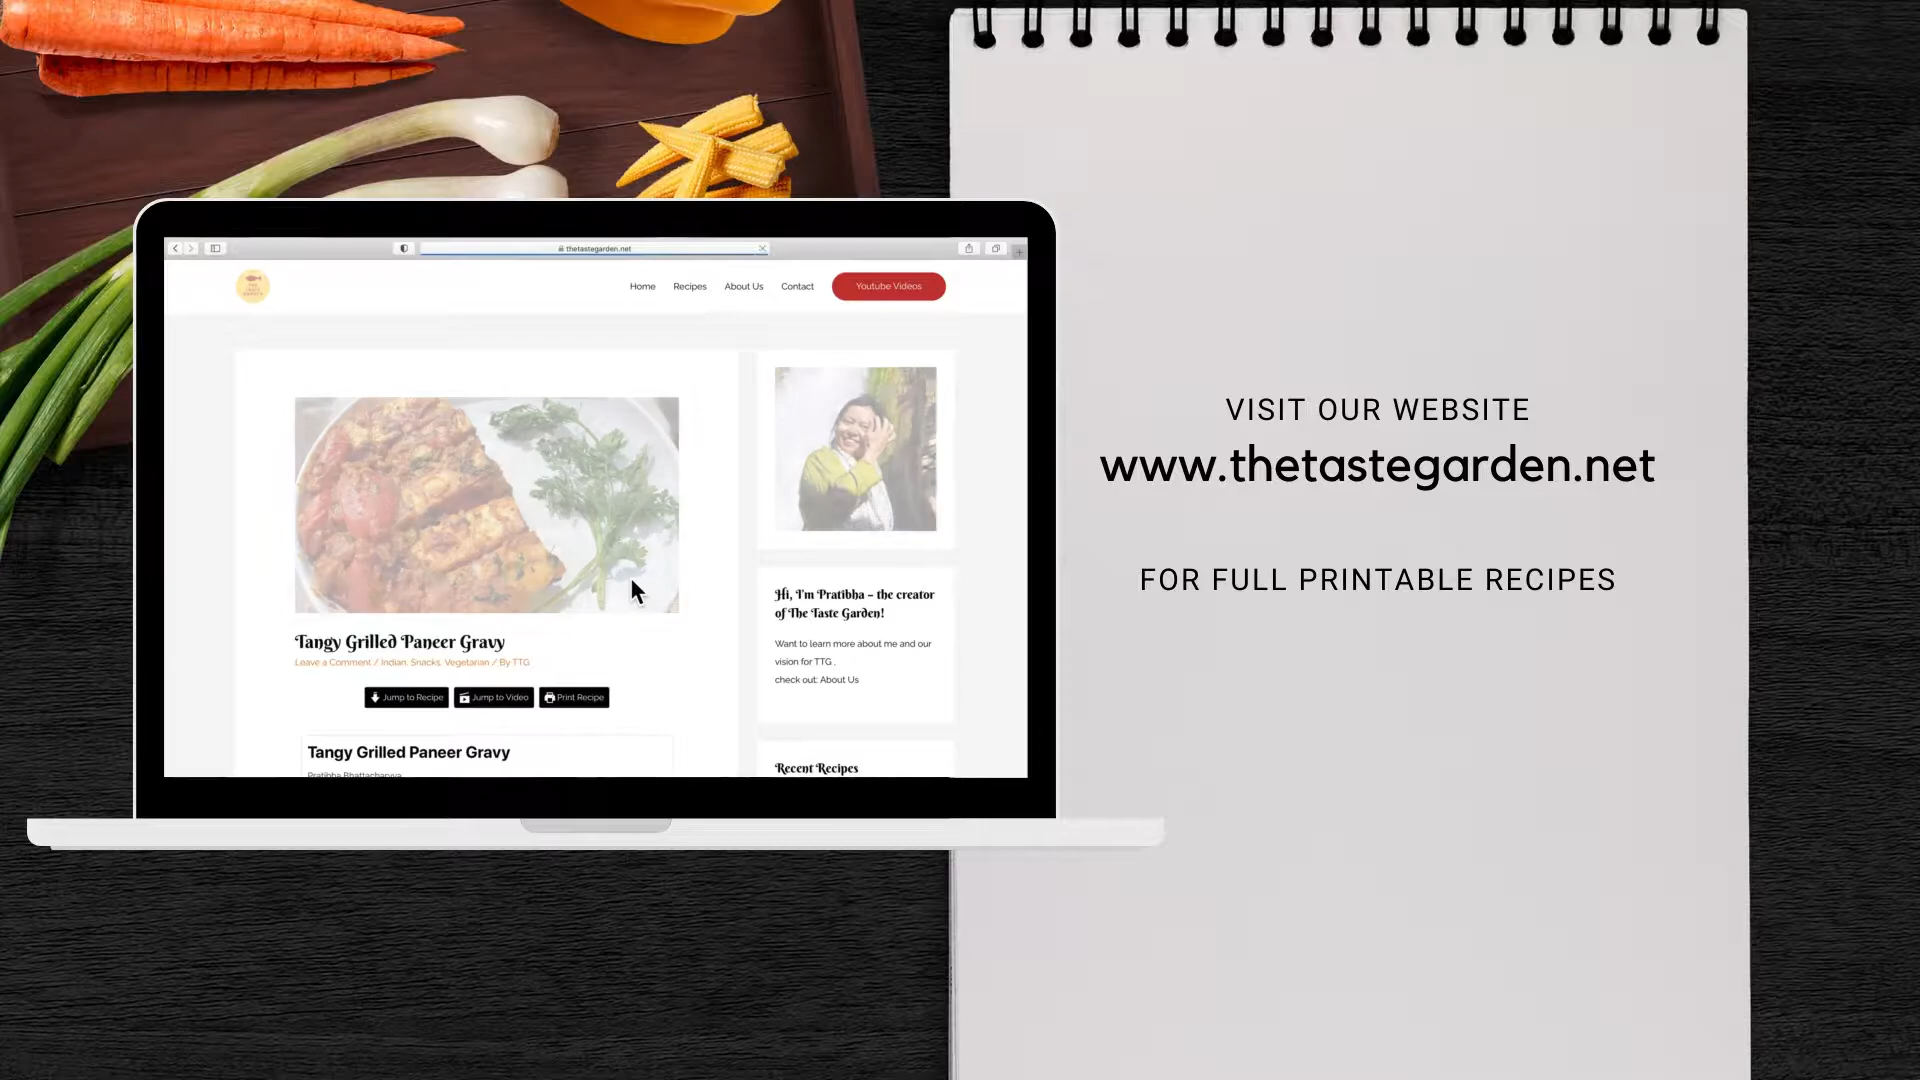 thetastegarden.net
Home Recipes About Us Contact Youtube Videos
Tangy Grilled Paneer Gravy
Leave a Comment / Indian, Snacks, Vegetarian / By TTG
Jump to Recipe Jump to Video Print Recipe
Tangy Grilled Paneer Gravy
Pratibha Bhattacharyya
Hi, I'm Pratibha – the creator
of The Taste Garden!
Want to learn more about me and our
vision for TTG ,
check out: About Us
Recent Recipes
VISIT OUR WEBSITE
www.thetastegarden.net
FOR FULL PRINTABLE RECIPES